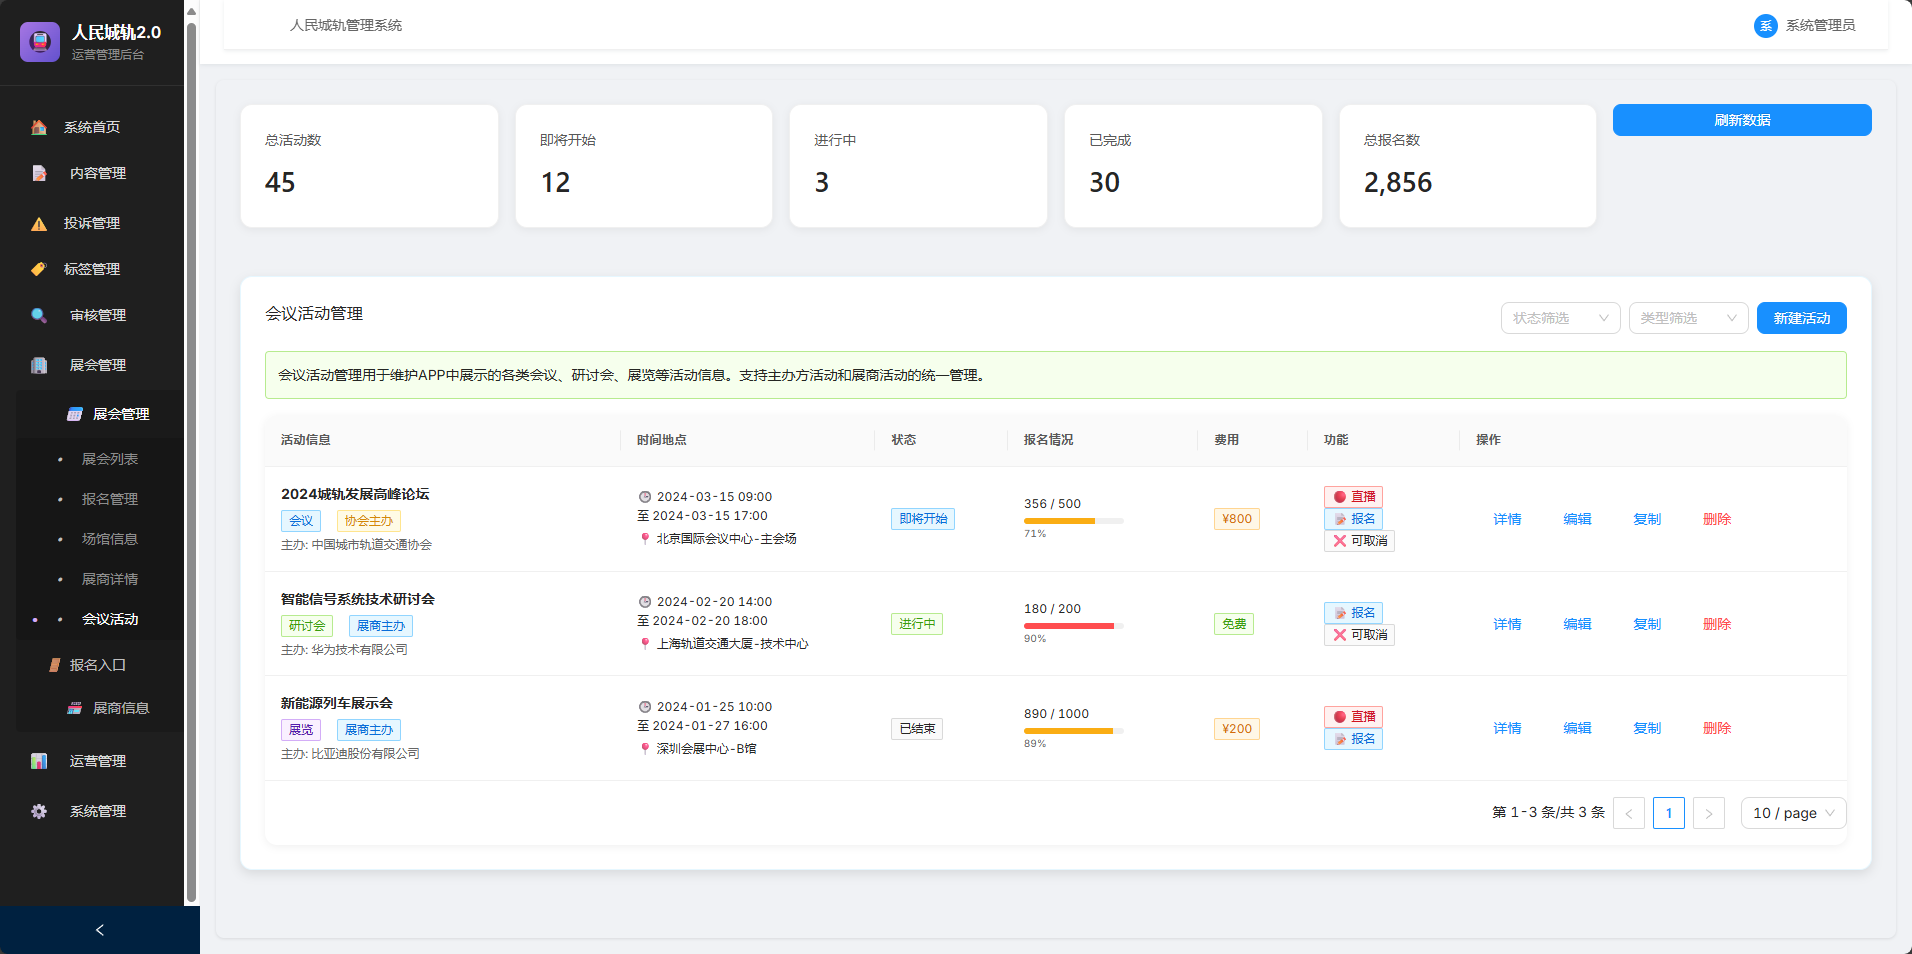 人民城轨2.0
运营管理后台
系统首页
内容管理
投诉管理
标签管理
审核管理
展会管理
展会管理
展会列表
报名管理
场馆信息
展商详情
会议活动
报名入口
展商信息
运营管理
系统管理
人民城轨管理系统
系 系统管理员
总活动数
45
即将开始
12
进行中
3
已完成
30
总报名数
2,856
刷新数据
会议活动管理
状态筛选
类型筛选
新建活动
会议活动管理用于维护APP中展示的各类会议、研讨会、展览等活动信息。支持主办方活动和展商活动的统一管理。
活动信息 时间地点 状态 报名情况 费用 功能 操作
2024城轨发展高峰论坛
会议 协会主办
主办: 中国城市轨道交通协会
2024-03-15 09:00
至 2024-03-15 17:00
北京国际会议中心-主会场
即将开始
356 / 500
71%
¥800
直播
报名
可取消
详情 编辑 复制 删除
智能信号系统技术研讨会
研讨会 展商主办
主办: 华为技术有限公司
2024-02-20 14:00
至 2024-02-20 18:00
上海轨道交通大厦-技术中心
进行中
180 / 200
90%
免费
报名
可取消
详情 编辑 复制 删除
新能源列车展示会
展览 展商主办
主办: 比亚迪股份有限公司
2024-01-25 10:00
至 2024-01-27 16:00
深圳会展中心-B馆
已结束
890 / 1000
89%
¥200
直播
报名
详情 编辑 复制 删除
第 1-3 条/共 3 条
1
10 / page